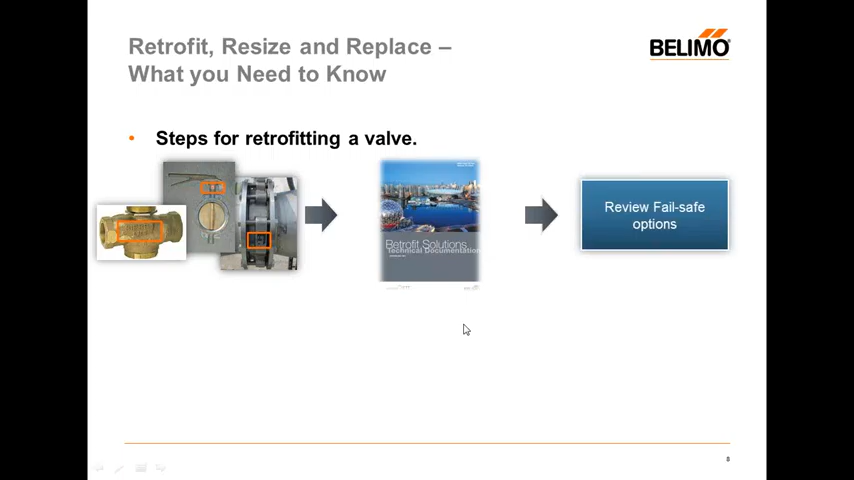 Retrofit, Resize and Replace –
What you Need to Know
BELIMO®
• Steps for retrofitting a valve.
Retrofit Solutions
Technical Documentation
Review Fail-safe
options
8